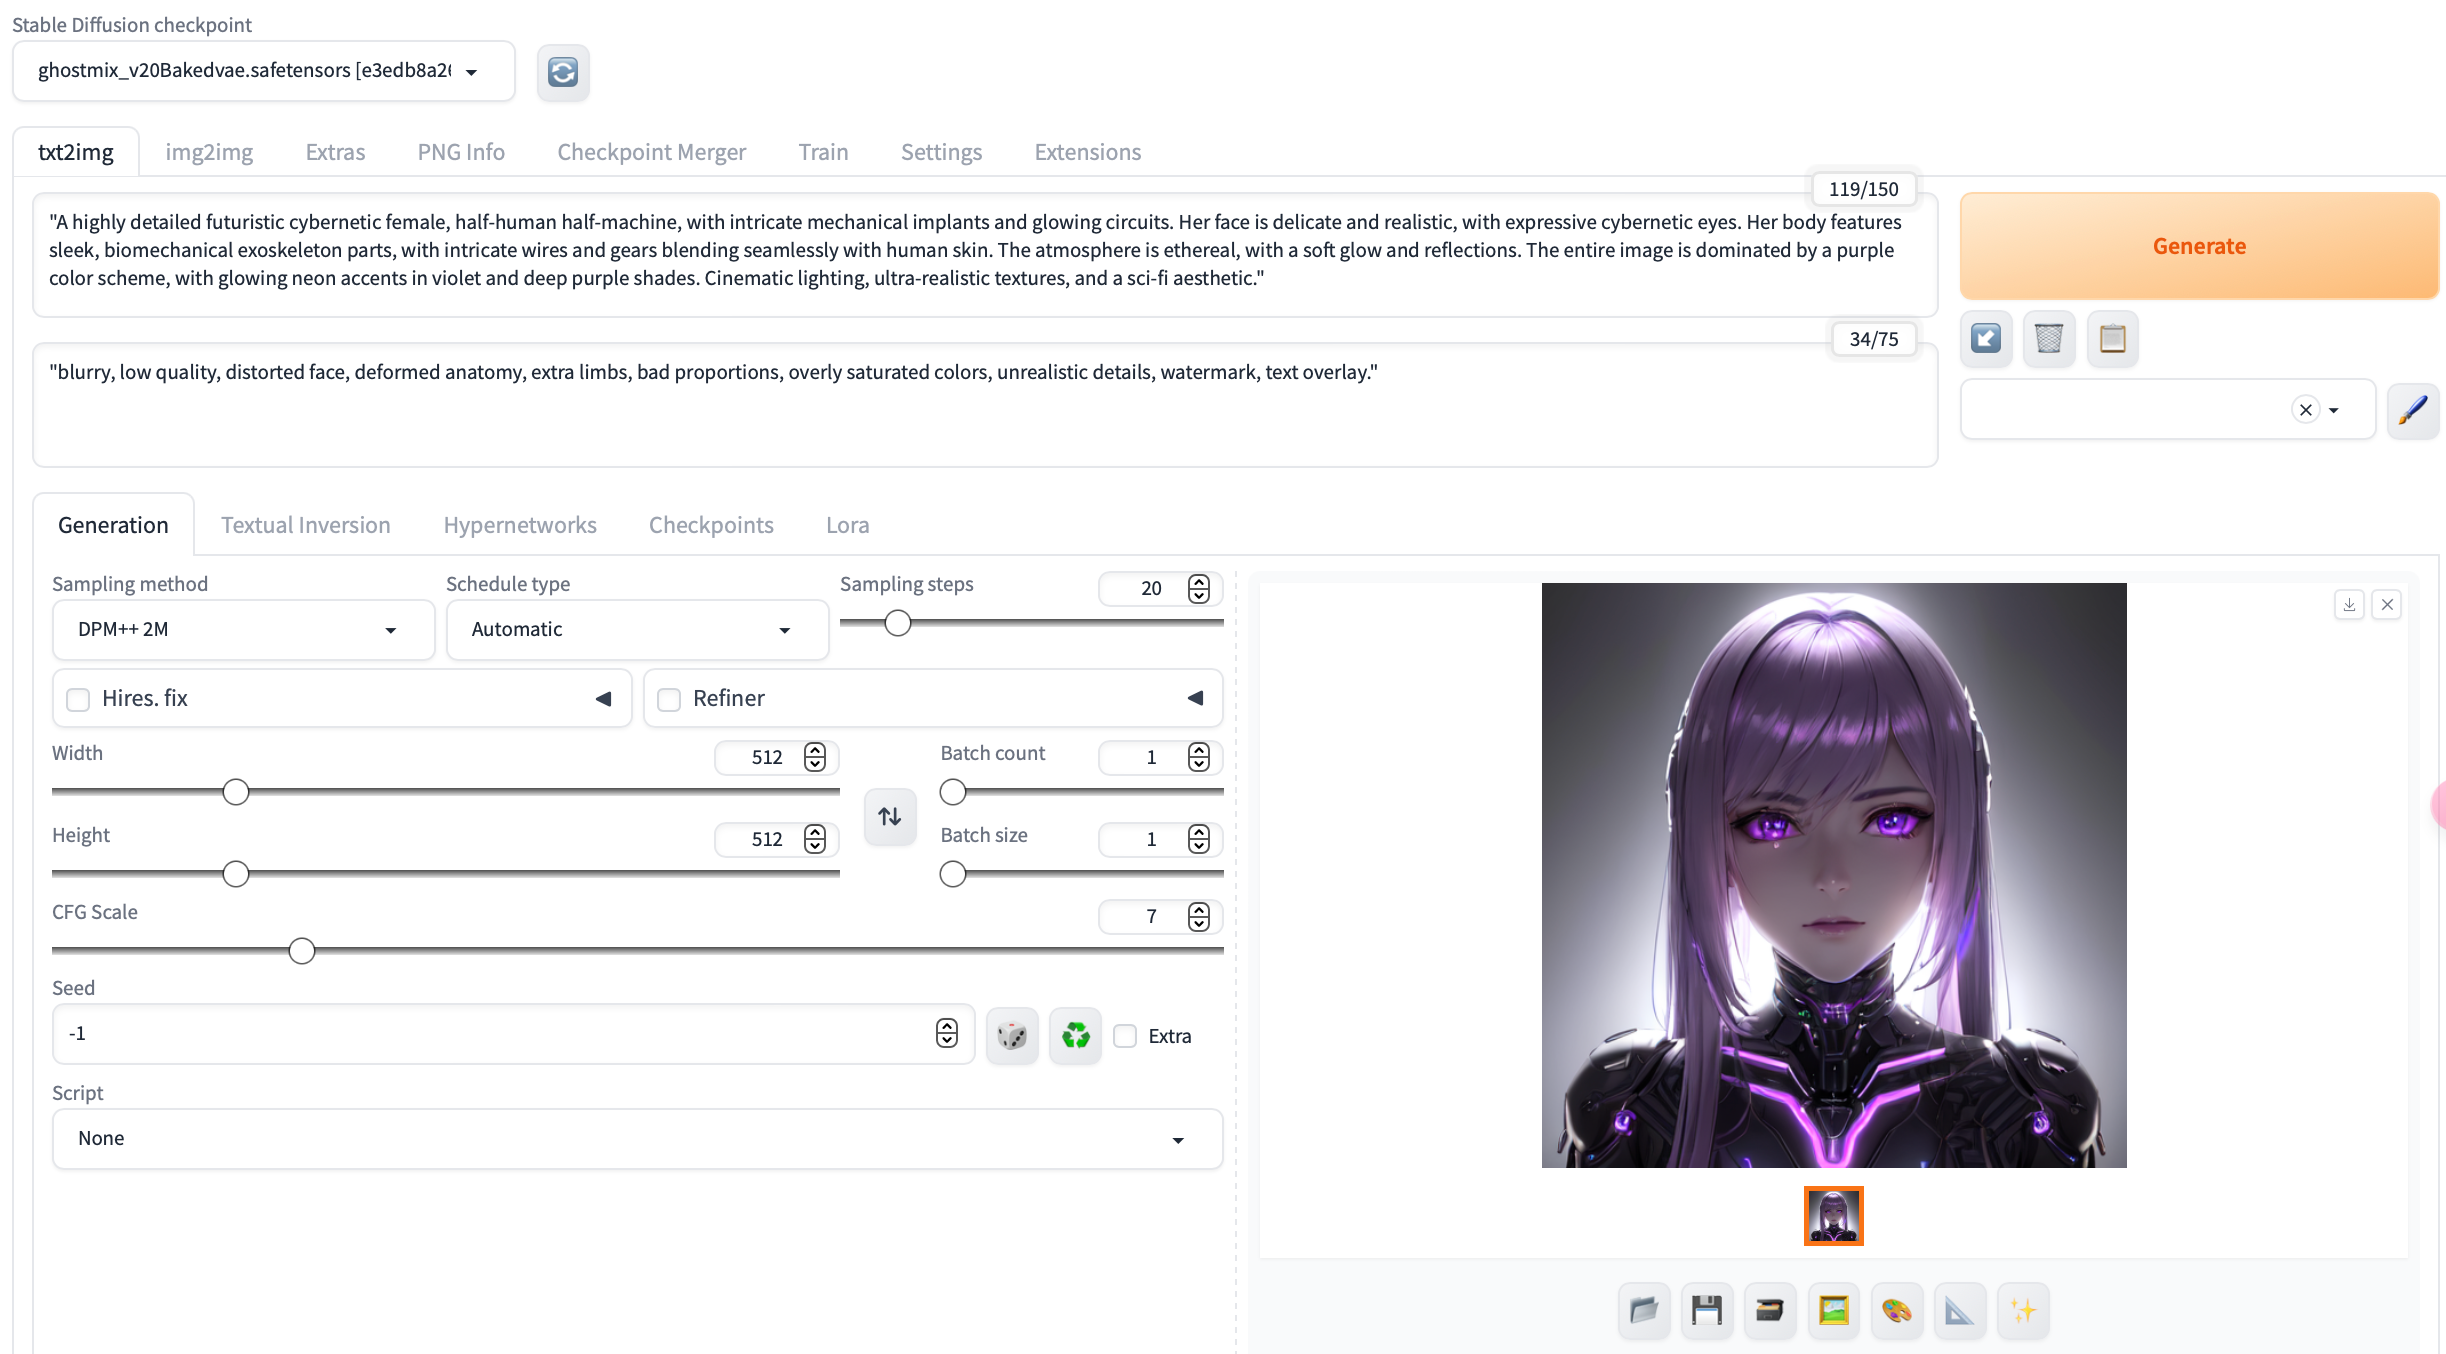 Stable Diffusion checkpoint
ghostmix_v20Bakedvae.safetensors [e3edb8a2
txt2img img2img Extras PNG Info Checkpoint Merger Train Settings Extensions
119/150
"A highly detailed futuristic cybernetic female, half-human half-machine, with intricate mechanical implants and glowing circuits. Her face is delicate and realistic, with expressive cybernetic eyes. Her body features
sleek, biomechanical exoskeleton parts, with intricate wires and gears blending seamlessly with human skin. The atmosphere is ethereal, with a soft glow and reflections. The entire image is dominated by a purple
color scheme, with glowing neon accents in violet and deep purple shades. Cinematic lighting, ultra-realistic textures, and a sci-fi aesthetic."
Generate
34/75
"blurry, low quality, distorted face, deformed anatomy, extra limbs, bad proportions, overly saturated colors, unrealistic details, watermark, text overlay."
Generation Textual Inversion Hypernetworks Checkpoints Lora
Sampling method Schedule type Sampling steps 20
DPM++ 2M Automatic
Hires. fix Refiner
Width 512 Batch count 1
Height 512 Batch size 1
CFG Scale 7
Seed
-1 Extra
Script
None